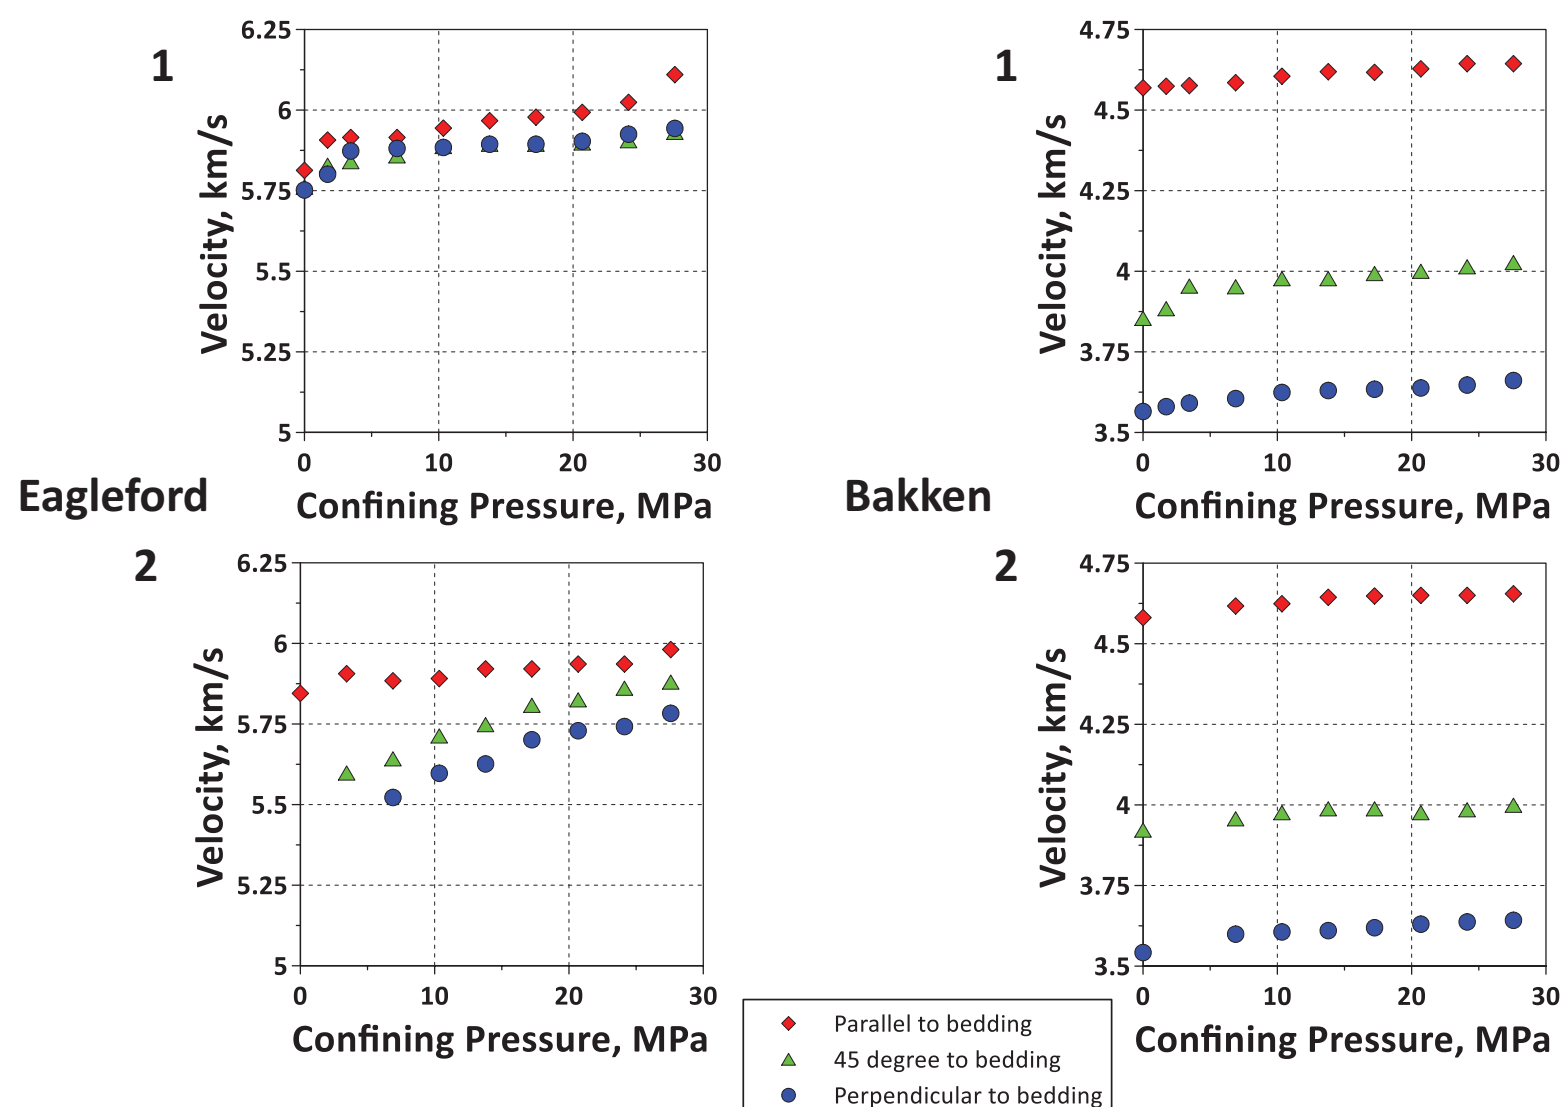 1
6.25
6
5.75
5.5
5.25
5
Velocity, km/s
0 10 20 30
Confining Pressure, MPa
Eagleford
1
4.75
4.5
4.25
4
3.75
3.5
Velocity, km/s
0 10 20 30
Confining Pressure, MPa
Bakken
2
6.25
6
5.75
5.5
5.25
5
Velocity, km/s
0 10 20 30
Confining Pressure, MPa
2
4.75
4.5
4.25
4
3.75
3.5
Velocity, km/s
0 10 20 30
Confining Pressure, MPa
Parallel to bedding
45 degree to bedding
Perpendicular to bedding